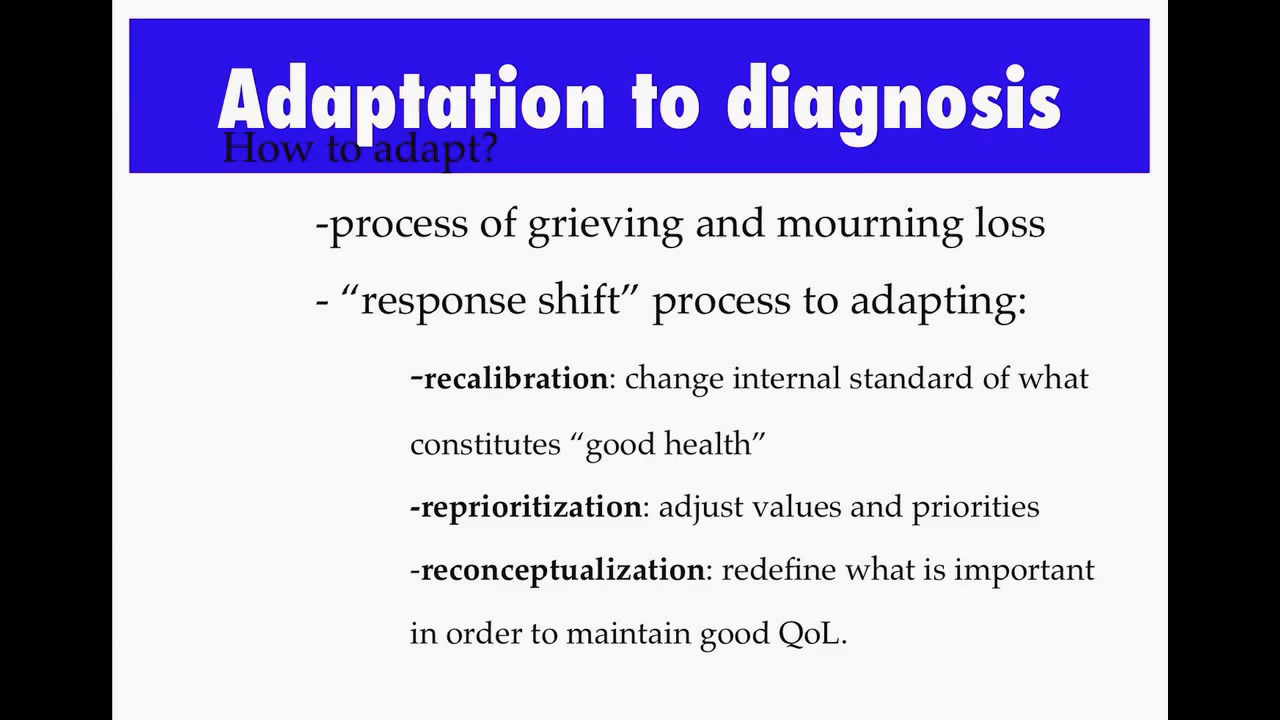 Adaptation to diagnosis
How to adapt?
-process of grieving and mourning loss
- “response shift” process to adapting:
-recalibration: change internal standard of what
constitutes “good health”
-reprioritization: adjust values and priorities
-reconceptualization: redefine what is important
in order to maintain good QoL.